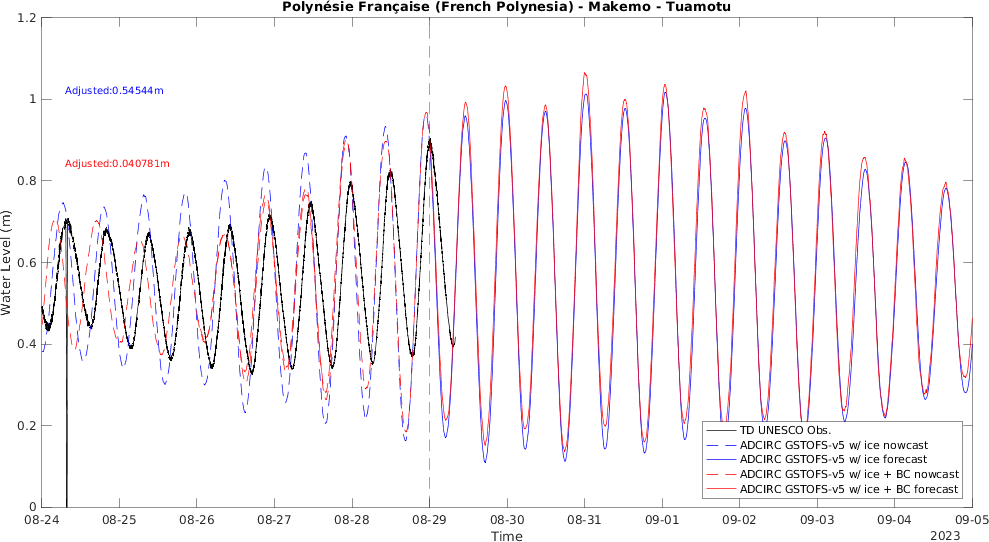 Polynésie Française (French Polynesia) - Makemo - Tuamotu
1.2
1
0.8
0.6
0.4
0.2
0
Water Level (m)
Adjusted:0.54544m
Adjusted:0.040781m
TD UNESCO Obs.
ADCIRC GSTOFS-v5 w/ ice nowcast
ADCIRC GSTOFS-v5 w/ ice forecast
ADCIRC GSTOFS-v5 w/ ice + BC nowcast
ADCIRC GSTOFS-v5 w/ ice + BC forecast
08-24 08-25 08-26 08-27 08-28 08-29 08-30 08-31 09-01 09-02 09-03 09-04 09-05
Time
2023